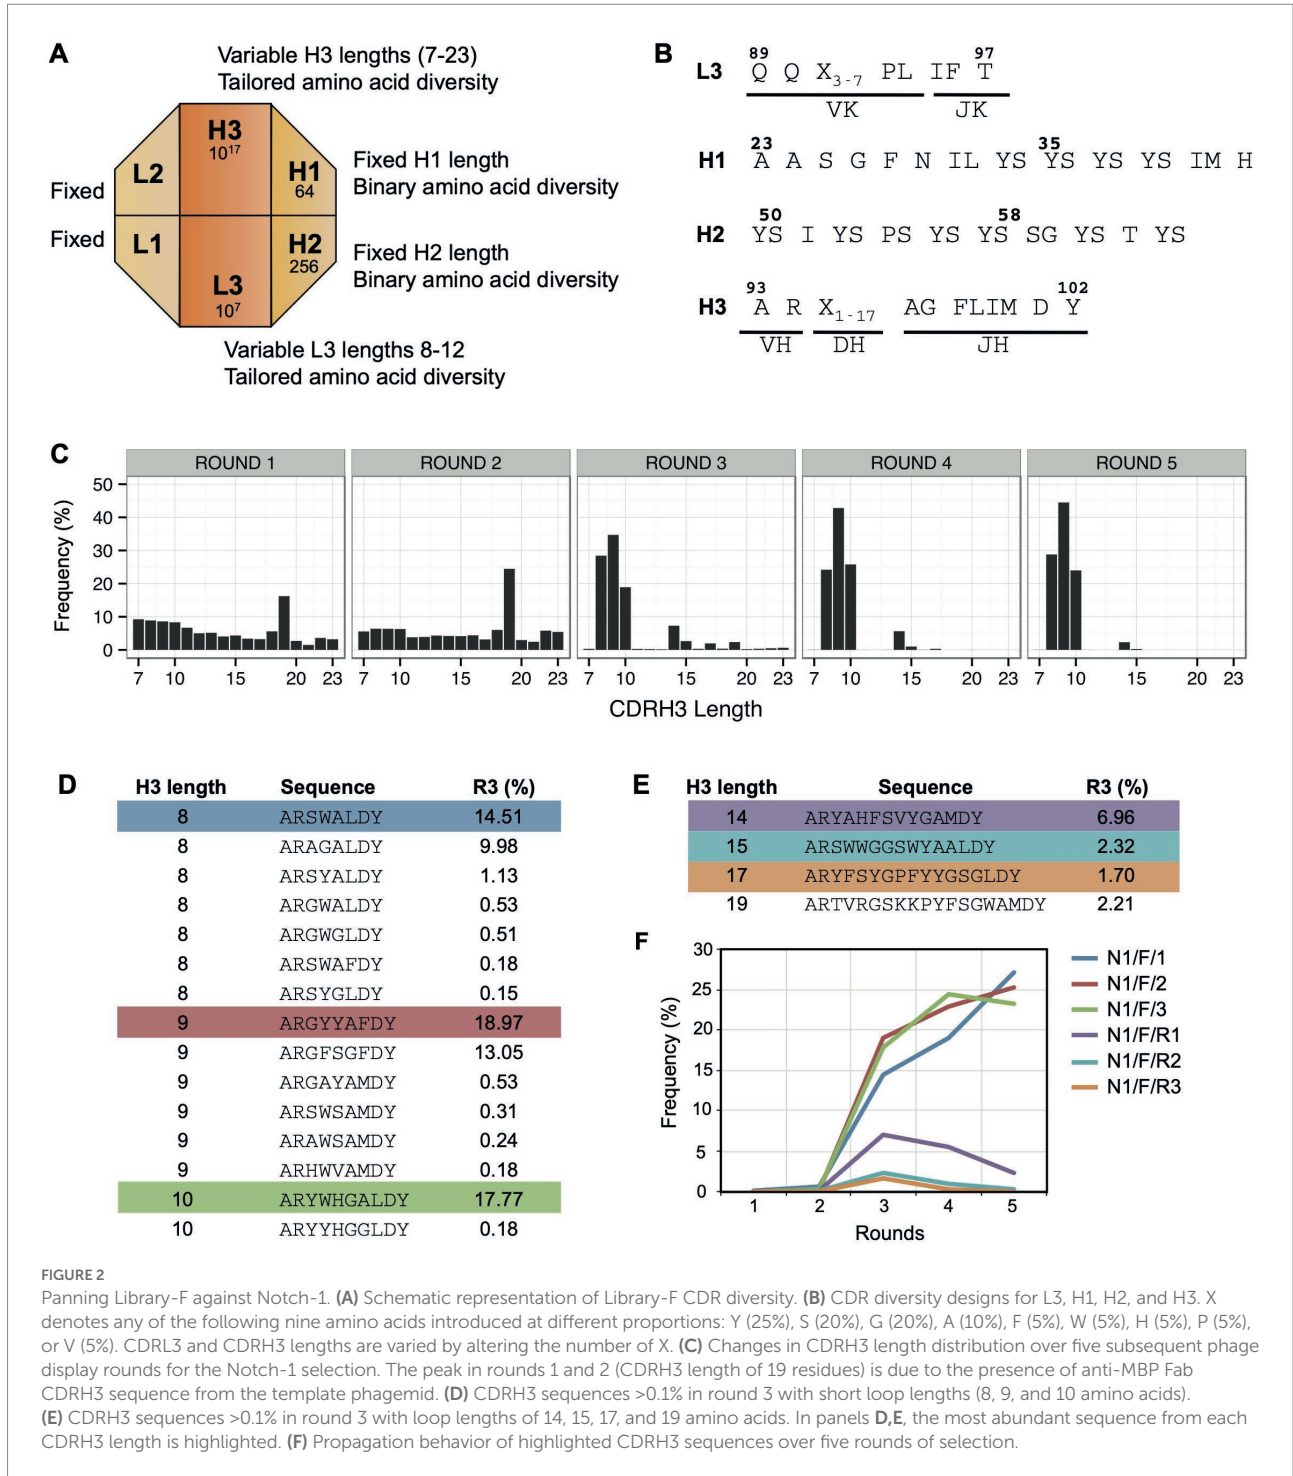 A
Variable H3 lengths (7-23)
Tailored amino acid diversity
H3
10^17
L2
H1
64
Fixed
Fixed H1 length
Binary amino acid diversity
Fixed
L1
H2
256
Fixed H2 length
Binary amino acid diversity
L3
10^7
Variable L3 lengths 8-12
Tailored amino acid diversity
B
89 97
L3 Q Q X3-7 PL IF T
VK JK
23 35
H1 A A S G F N IL YS YS YS YS IM H
50 58
H2 YS I YS PS YS YS SG YS T YS
93 102
H3 A R X1-17 AG FLIM D Y
VH DH JH
C
ROUND 1 ROUND 2 ROUND 3 ROUND 4 ROUND 5
Frequency (%)
50
40
30
20
10
0
7 10 15 20 23 7 10 15 20 23 7 10 15 20 23 7 10 15 20 23 7 10 15 20 23
CDRH3 Length
D
H3 length Sequence R3 (%)
8 ARSWALDY 14.51
8 ARAGALDY 9.98
8 ARSYALDY 1.13
8 ARGWALDY 0.53
8 ARGWGLDY 0.51
8 ARSWAFDY 0.18
8 ARSYGLDY 0.15
9 ARGYYAFDY 18.97
9 ARGFSGFDY 13.05
9 ARGAYAMDY 0.53
9 ARSWSAMDY 0.31
9 ARAWSAMDY 0.24
9 ARHWVAMDY 0.18
10 ARYWHGALDY 17.77
10 ARYYHGGLDY 0.18
E
H3 length Sequence R3 (%)
14 ARYAHFSVYGAMDY 6.96
15 ARSWWGGSWYAALDY 2.32
17 ARYFSYGPFYYGSGLDY 1.70
19 ARTVRGSKKPYFSGWAMDY 2.21
F
Frequency (%)
30
25
20
15
10
5
0
1 2 3 4 5
Rounds
N1/F/1
N1/F/2
N1/F/3
N1/F/R1
N1/F/R2
N1/F/R3
FIGURE 2
Panning Library-F against Notch-1. (A) Schematic representation of Library-F CDR diversity. (B) CDR diversity designs for L3, H1, H2, and H3. X
denotes any of the following nine amino acids introduced at different proportions: Y (25%), S (20%), G (20%), A (10%), F (5%), W (5%), H (5%), P (5%),
or V (5%). CDRL3 and CDRH3 lengths are varied by altering the number of X. (C) Changes in CDRH3 length distribution over five subsequent phage
display rounds for the Notch-1 selection. The peak in rounds 1 and 2 (CDRH3 length of 19 residues) is due to the presence of anti-MBP Fab
CDRH3 sequence from the template phagemid. (D) CDRH3 sequences >0.1% in round 3 with short loop lengths (8, 9, and 10 amino acids).
(E) CDRH3 sequences >0.1% in round 3 with loop lengths of 14, 15, 17, and 19 amino acids. In panels D,E, the most abundant sequence from each
CDRH3 length is highlighted. (F) Propagation behavior of highlighted CDRH3 sequences over five rounds of selection.